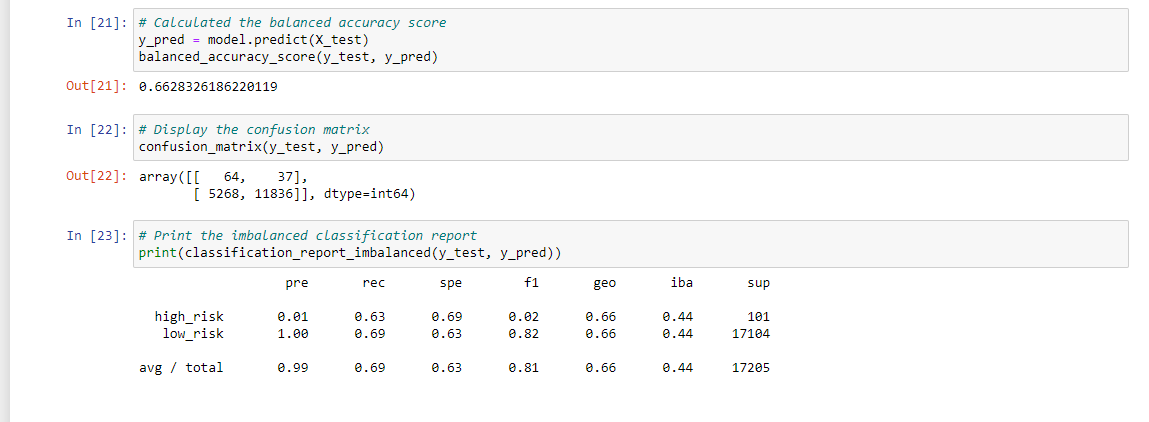 In [21]: # Calculated the balanced accuracy score
y_pred = model.predict(X_test)
balanced_accuracy_score(y_test, y_pred)
Out[21]: 0.6628326186220119
In [22]: # Display the confusion matrix
confusion_matrix(y_test, y_pred)
Out[22]: array([[   64,    37],
       [ 5268, 11836]], dtype=int64)
In [23]: # Print the imbalanced classification report
print(classification_report_imbalanced(y_test, y_pred))
pre rec spe f1 geo iba sup
high_risk 0.01 0.63 0.69 0.02 0.66 0.44 101
low_risk 1.00 0.69 0.63 0.82 0.66 0.44 17104
avg / total 0.99 0.69 0.63 0.81 0.66 0.44 17205